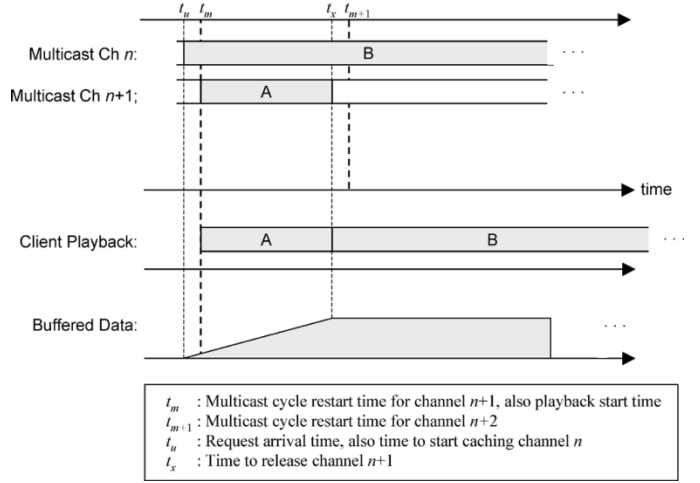 t_u t_m t_x t_{m+1}
Multicast Ch n: B . . .
Multicast Ch n+1; A . . .
time
Client Playback: A B . . .
Buffered Data: . . .
t_m : Multicast cycle restart time for channel n+1, also playback start time
t_{m+1} : Multicast cycle restart time for channel n+2
t_u : Request arrival time, also time to start caching channel n
t_x : Time to release channel n+1